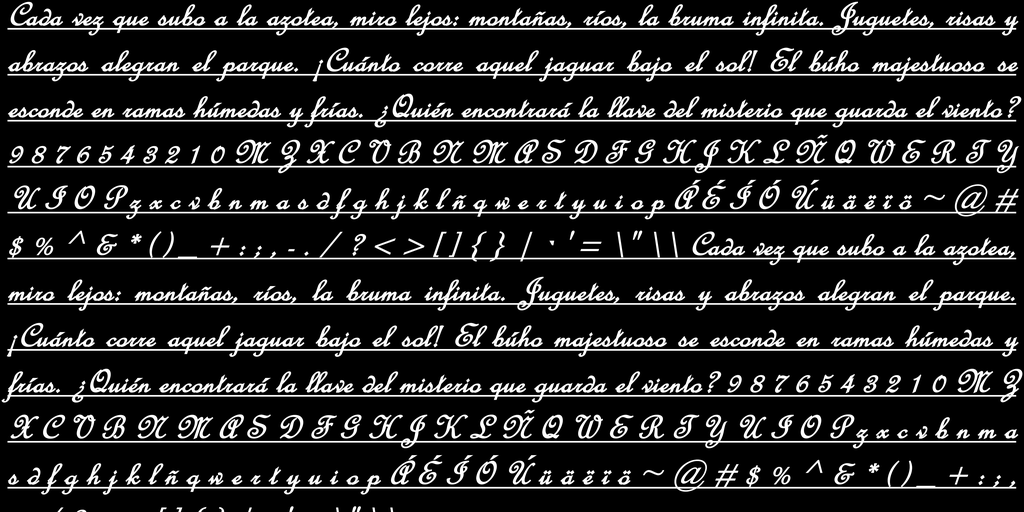 Cada vez que subo a la azotea, miro lejos: montañas, ríos, la bruma infinita. Juguetes, risas y
abrazos alegran el parque. ¡Cuánto corre aquel jaguar bajo el sol! El búho majestuoso se
esconde en ramas húmedas y frías. ¿Quién encontrará la llave del misterio que guarda el viento?
9 8 7 6 5 4 3 2 1 0 M Z X C V B N M A S D F G H J K L Ñ Q W E R T Y
U I O P z x c v b n m a s d f g h j k l ñ q w e r t y u i o p Á É Í Ó Ú ü ä ë ï ö ~ @ #
$ % ^ & * ( ) _ + : ; , - . / ? < > [ ] { } | · ' = \ " \ \ Cada vez que subo a la azotea,
miro lejos: montañas, ríos, la bruma infinita. Juguetes, risas y abrazos alegran el parque.
¡Cuánto corre aquel jaguar bajo el sol! El búho majestuoso se esconde en ramas húmedas y
frías. ¿Quién encontrará la llave del misterio que guarda el viento? 9 8 7 6 5 4 3 2 1 0 M Z
X C V B N M A S D F G H J K L Ñ Q W E R T Y U I O P z x c v b n m a
s d f g h j k l ñ q w e r t y u i o p Á É Í Ó Ú ü ä ë ï ö ~ @ # $ % ^ & * ( ) _ + : ; ,